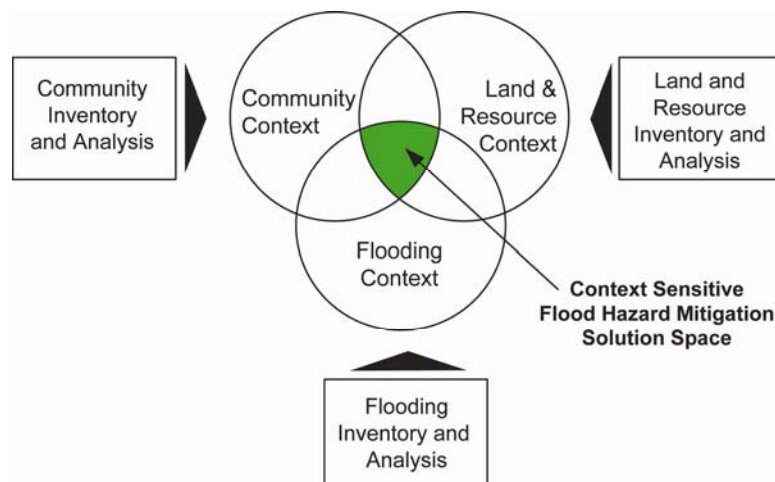 Community
Inventory
and Analysis
Community
Context
Land &
Resource
Context
Land and
Resource
Inventory and
Analysis
Flooding
Context
Context Sensitive
Flood Hazard Mitigation
Solution Space
Flooding
Inventory and
Analysis